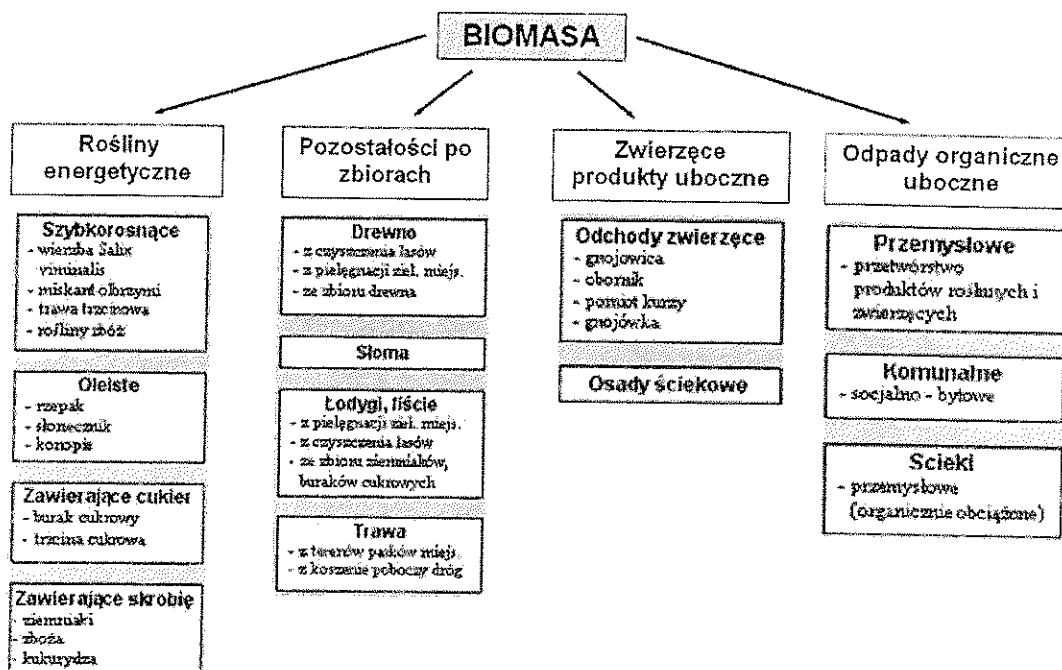 BIOMASA
Rośliny
energetyczne
Szybkorosnące
- wierzba Salix
viminalis
- miskant olbrzymi
- trawa trzcinowa
- rośliny zbóż
Oleiste
- rzepak
- słonecznik
- konopie
Zawierające cukier
- burak cukrowy
- trzcina cukrowa
Zawierające skrobię
- ziemniaki
- zboża
- kukurydza
Pozostałości po
zbiorach
Drewno
- z czyszczenia lasów
- z pielęgnacji ziel. miejs.
- ze zbioru drewna
Słoma
Łodygi, liście
- z pielęgnacji ziel. miejs.
- z czyszczenia lasów
- ze zbioru ziemniaków,
buraków cukrowych
Trawa
- z terenów parków miejs.
- z koszenie poboczy dróg
Zwierzęce
produkty uboczne
Odchody zwierzęce
- gnojowica
- obornik
- pomiot kurzy
- gnojówka
Osady ściekowe
Odpady organiczne
uboczne
Przemysłowe
- przetwórstwo
produktów roślinnych i
zwierzęcych
Komunalne
- socjalno - bytowe
Scieki
- przemysłowe
(organicznie obciążone)